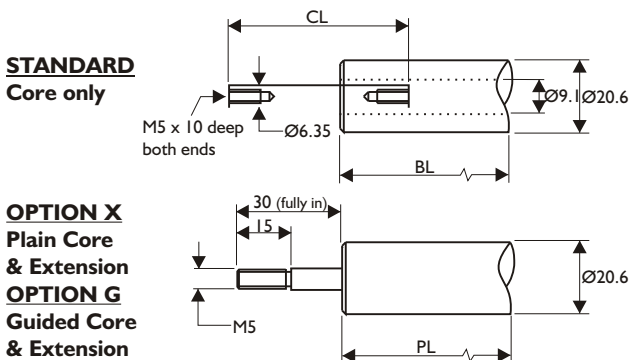 CL
STANDARD
Core only
M5 x 10 deep
both ends
Ø6.35
Ø9.1
Ø20.6
BL
OPTION X
Plain Core
& Extension
OPTION G
Guided Core
& Extension
30 (fully in)
15
M5
Ø20.6
PL